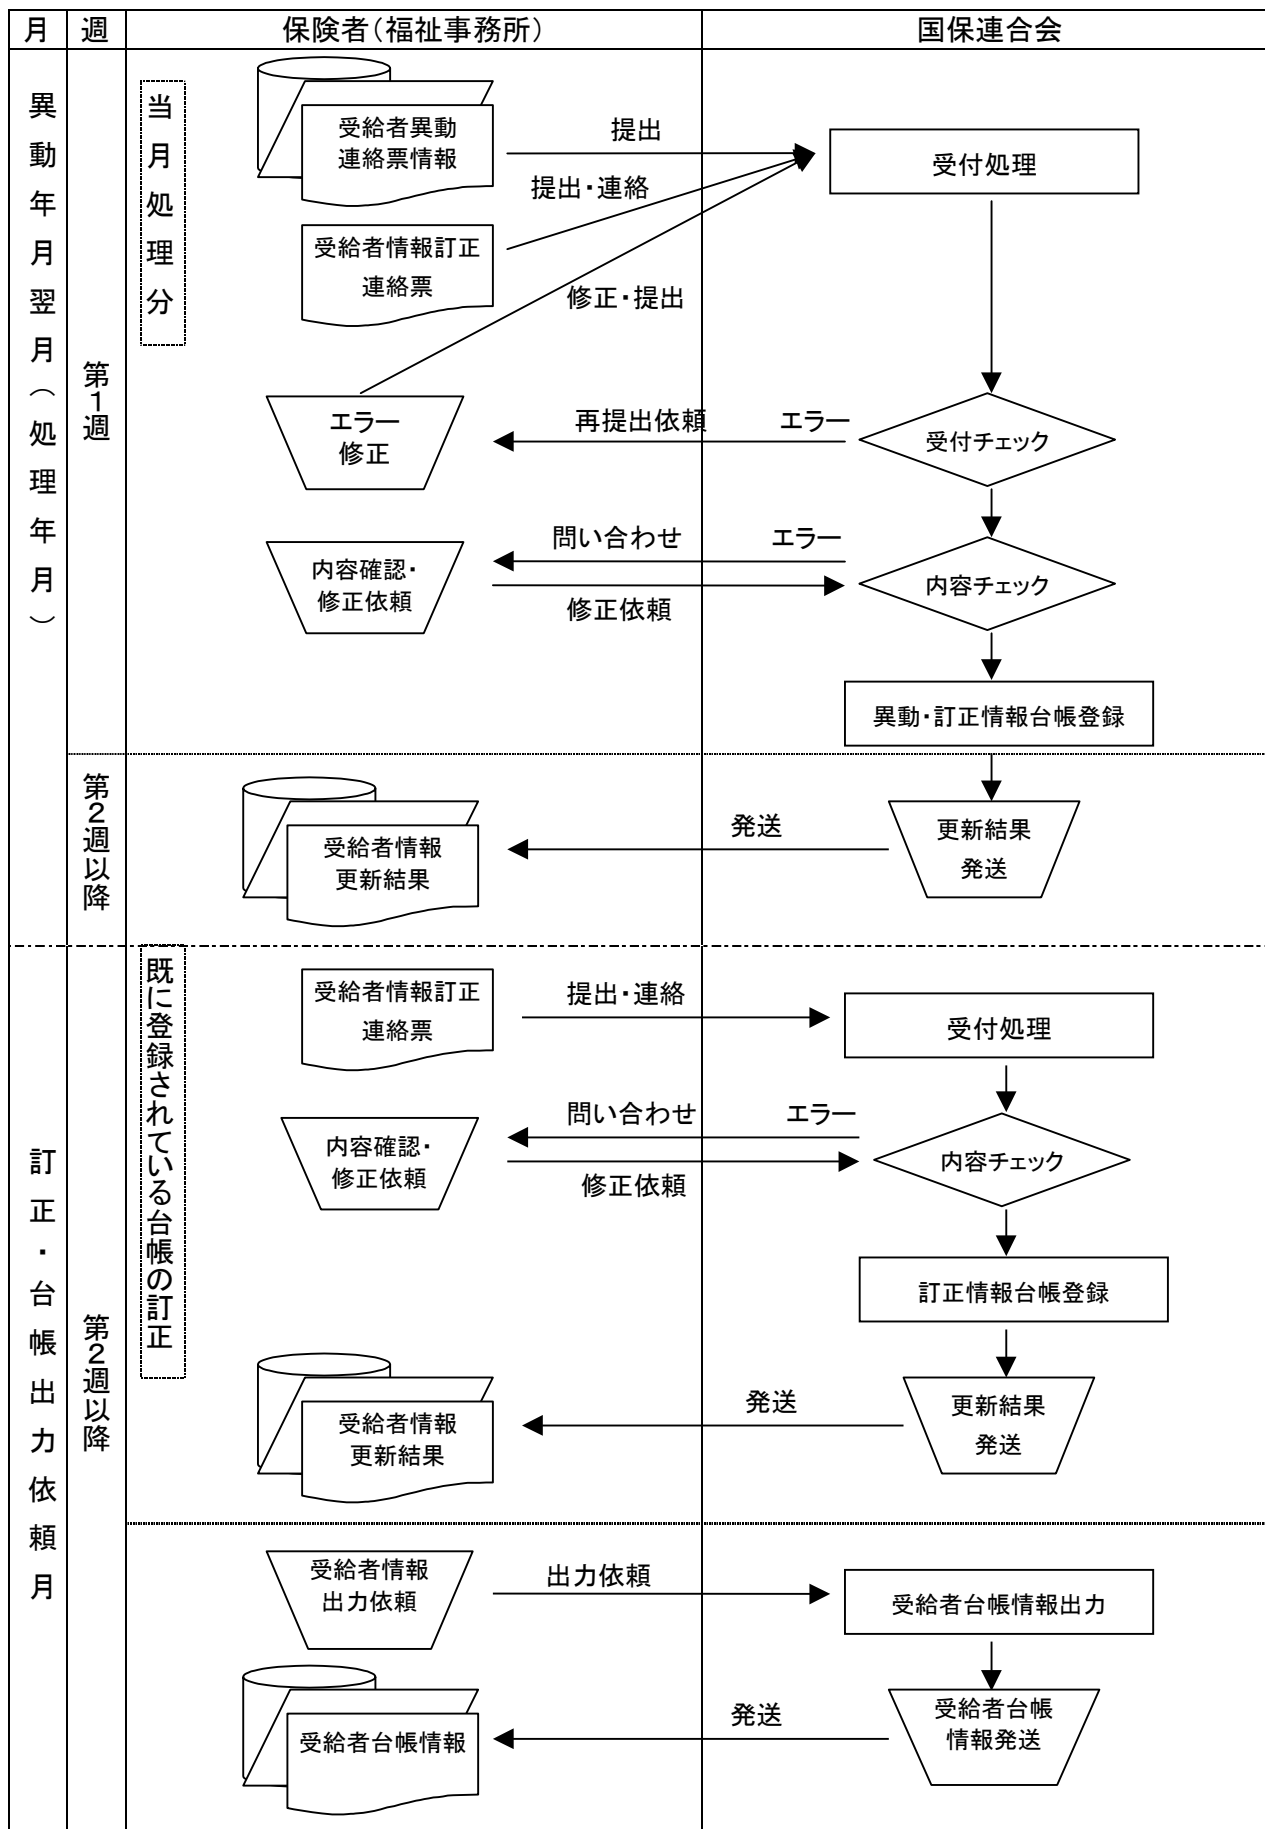 月 週 保険者（福祉事務所） 国保連合会
異動年月翌月（処理年月）
第1週
当月処理分
受給者異動
連絡票情報
提出
受付処理
提出・連絡
受給者情報訂正
連絡票
修正・提出
エラー
修正
再提出依頼
エラー
受付チェック
問い合わせ
エラー
内容確認・
修正依頼
修正依頼
内容チェック
異動・訂正情報台帳登録
第2週以降
受給者情報
更新結果
発送
更新結果
発送
訂正・台帳出力依頼月
第2週以降
既に登録されている台帳の訂正
受給者情報訂正
連絡票
提出・連絡
受付処理
問い合わせ
エラー
内容確認・
修正依頼
修正依頼
内容チェック
訂正情報台帳登録
受給者情報
更新結果
発送
更新結果
発送
受給者情報
出力依頼
出力依頼
受給者台帳情報出力
受給者台帳情報
発送
受給者台帳
情報発送